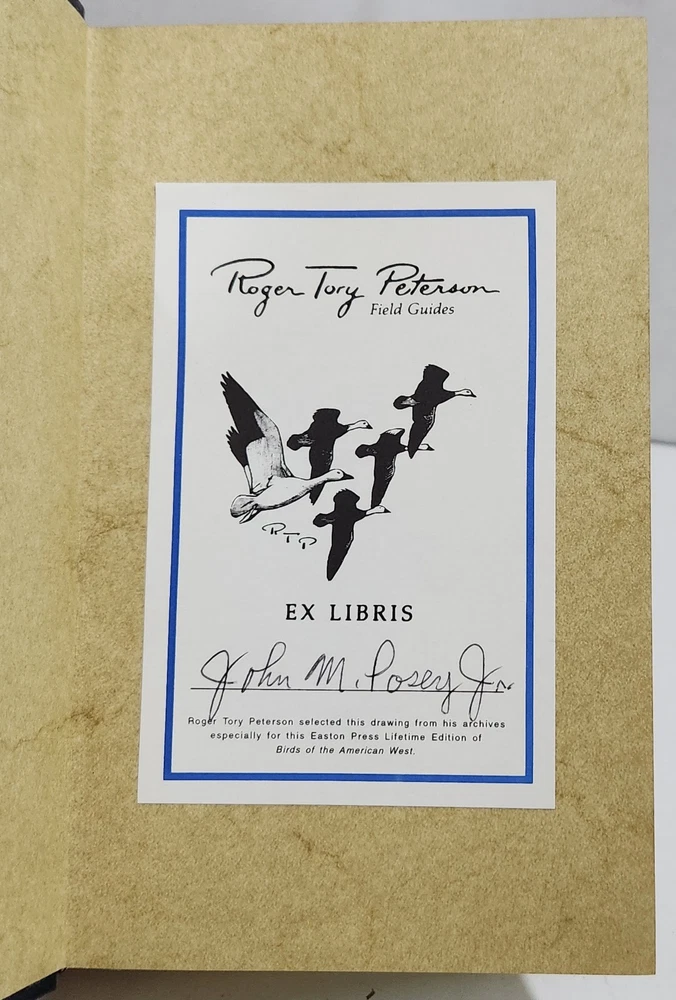 Roger Tory Peterson
Field Guides
RTP
EX LIBRIS
John M. Posey Jr.
Roger Tory Peterson selected this drawing from his archives
especially for this Easton Press Lifetime Edition of
Birds of the American West.